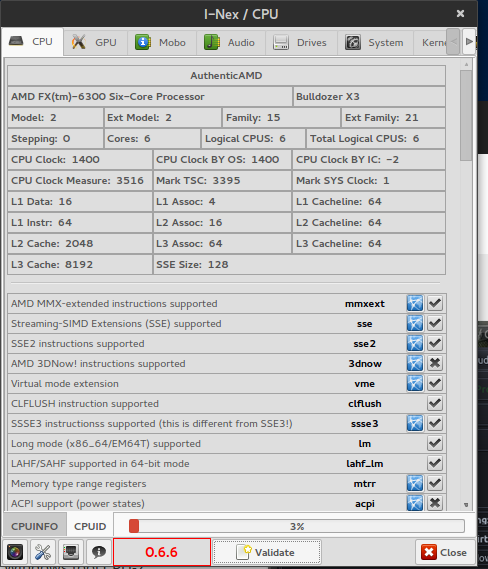 I-Nex / CPU
CPU GPU Mobo Audio Drives System Kerne
AuthenticAMD
AMD FX(tm)-6300 Six-Core Processor Bulldozer X3
Model: 2 Ext Model: 2 Family: 15 Ext Family: 21
Stepping: 0 Cores: 6 Logical CPUS: 6 Total Logical CPUS: 6
CPU Clock: 1400 CPU Clock BY OS: 1400 CPU Clock BY IC: -2
CPU Clock Measure: 3516 Mark TSC: 3395 Mark SYS Clock: 1
L1 Data: 16 L1 Assoc: 4 L1 Cacheline: 64
L1 Instr: 64 L2 Assoc: 16 L2 Cacheline: 64
L2 Cache: 2048 L3 Assoc: 64 L3 Cacheline: 64
L3 Cache: 8192 SSE Size: 128
AMD MMX-extended instructions supported mmxext
Streaming-SIMD Extensions (SSE) supported sse
SSE2 instructions supported sse2
AMD 3DNow! instructions supported 3dnow
Virtual mode extension vme
CLFLUSH instruction supported clflush
SSSE3 instructionss supported (this is different from SSE3!) ssse3
Long mode (x86_64/EM64T) supported lm
LAHF/SAHF supported in 64-bit mode lahf_lm
Memory type range registers mtrr
ACPI support (power states) acpi
CPUINFO CPUID 3%
0.6.6 Validate Close